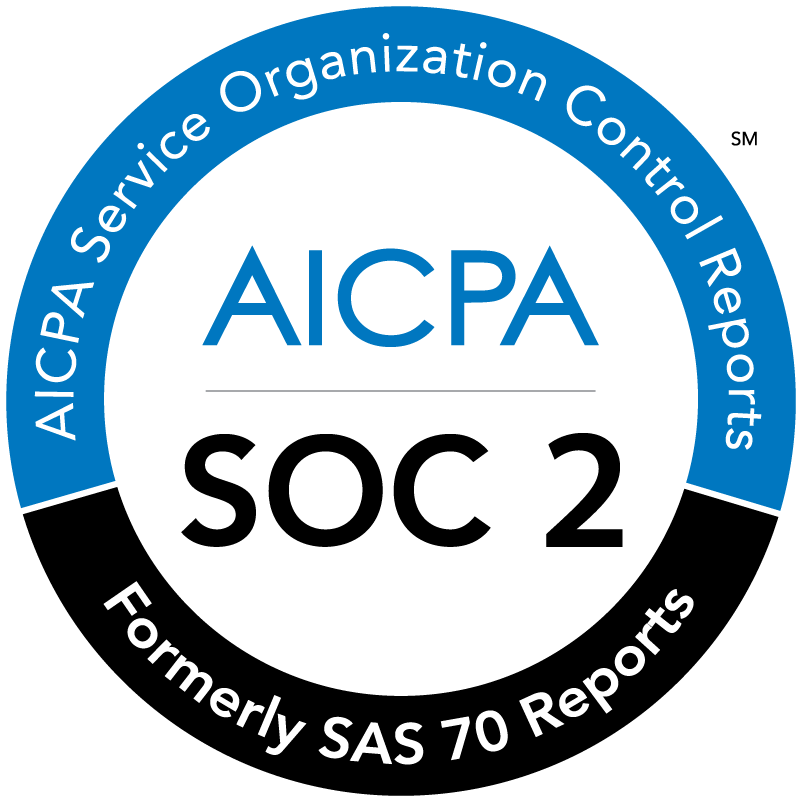 AICPA Service Organization Control Reports
SM
AICPA
SOC 2
Formerly SAS 70 Reports